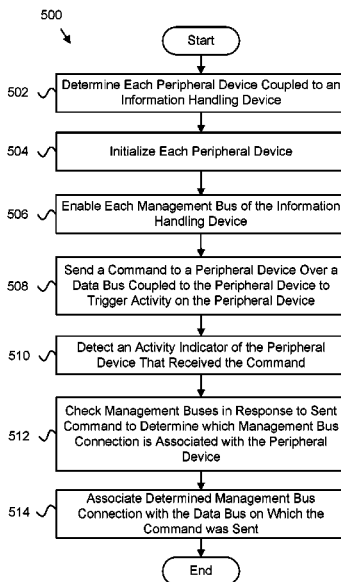 500
Start
502
Determine Each Peripheral Device Coupled to an
Information Handling Device
504
Initialize Each Peripheral Device
506
Enable Each Management Bus of the Information
Handling Device
508
Send a Command to a Peripheral Device Over a
Data Bus Coupled to the Peripheral Device to
Trigger Activity on the Peripheral Device
510
Detect an Activity Indicator of the Peripheral
Device That Received the Command
512
Check Management Buses in Response to Sent
Command to Determine which Management Bus
Connection is Associated with the Peripheral
Device
514
Associate Determined Management Bus
Connection with the Data Bus on Which the
Command was Sent
End